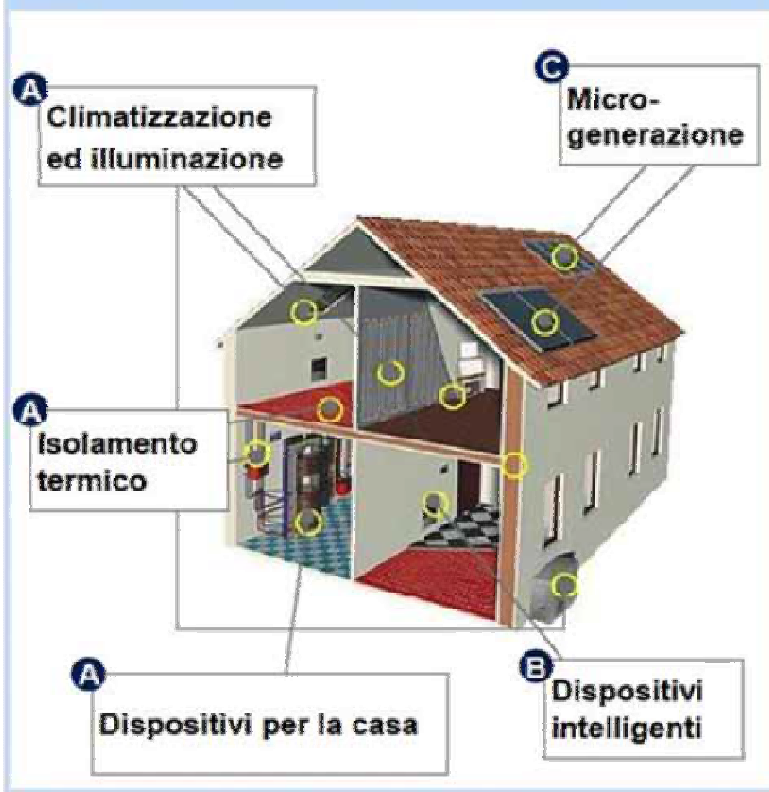 A
Climatizzazione
ed illuminazione
C
Micro-
generazione
A
Isolamento
termico
A
Dispositivi per la casa
B
Dispositivi
intelligenti